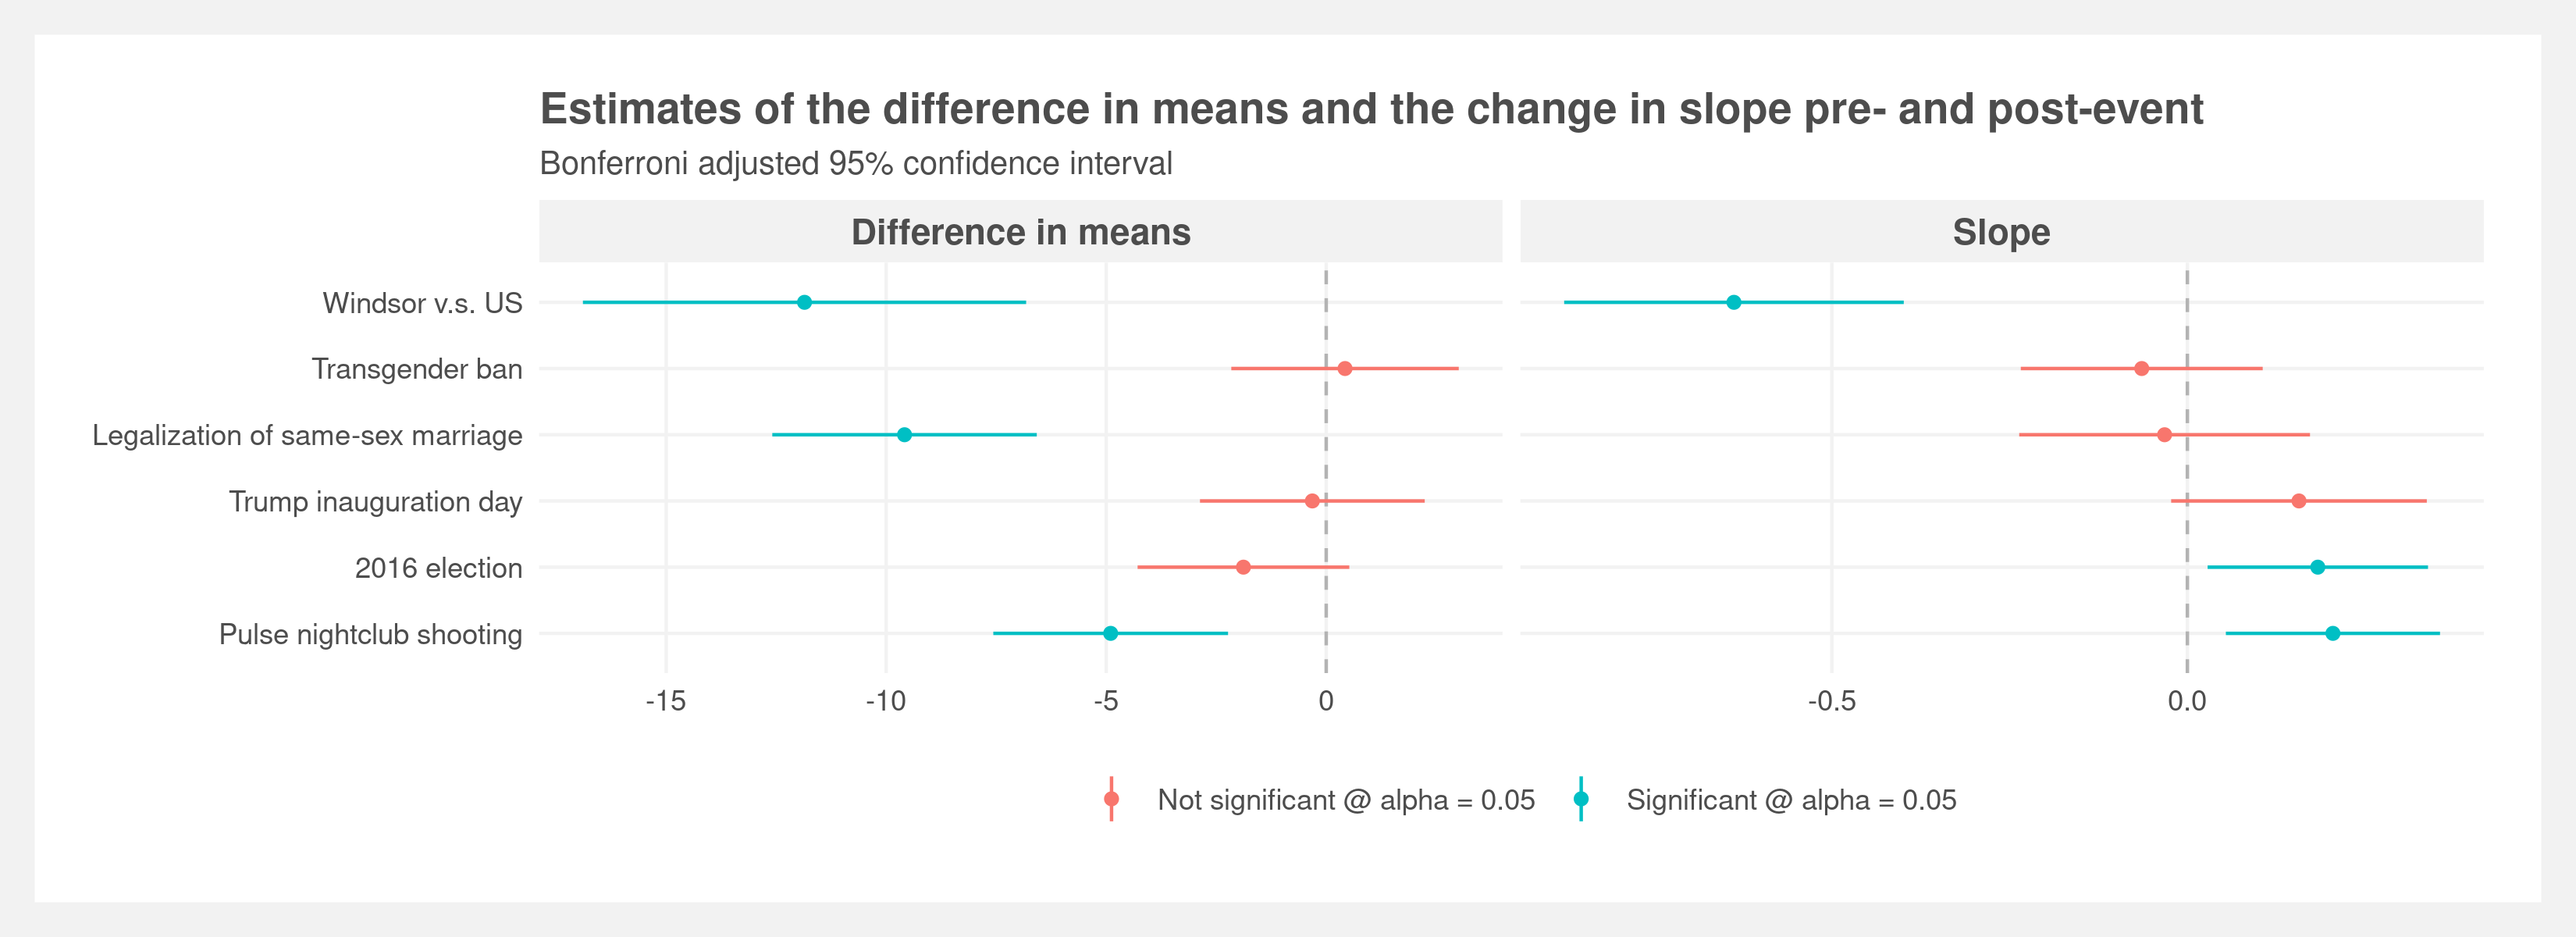 Estimates of the difference in means and the change in slope pre- and post-event
Bonferroni adjusted 95% confidence interval
Difference in means
Slope
Windsor v.s. US
Transgender ban
Legalization of same-sex marriage
Trump inauguration day
2016 election
Pulse nightclub shooting
-15 -10 -5 0
-0.5 0.0
Not significant @ alpha = 0.05
Significant @ alpha = 0.05